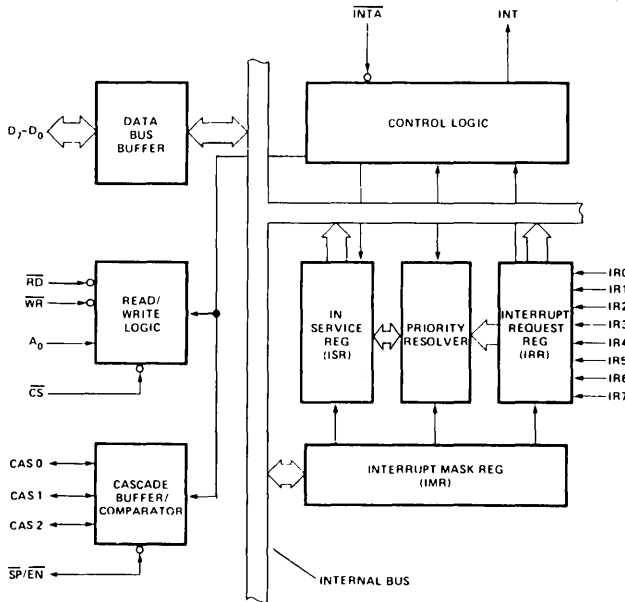 INTA INT
CONTROL LOGIC
D7-D0
DATA
BUS
BUFFER
RD
WR
A0
CS
READ/
WRITE
LOGIC
IN
SERVICE
REG
(ISR)
PRIORITY
RESOLVER
INTERRUPT
REQUEST
REG
(IRR)
IR0
IR1
IR2
IR3
IR4
IR5
IR6
IR7
CAS 0
CAS 1
CAS 2
SP/EN
CASCADE
BUFFER/
COMPARATOR
INTERRUPT MASK REG
(IMR)
INTERNAL BUS